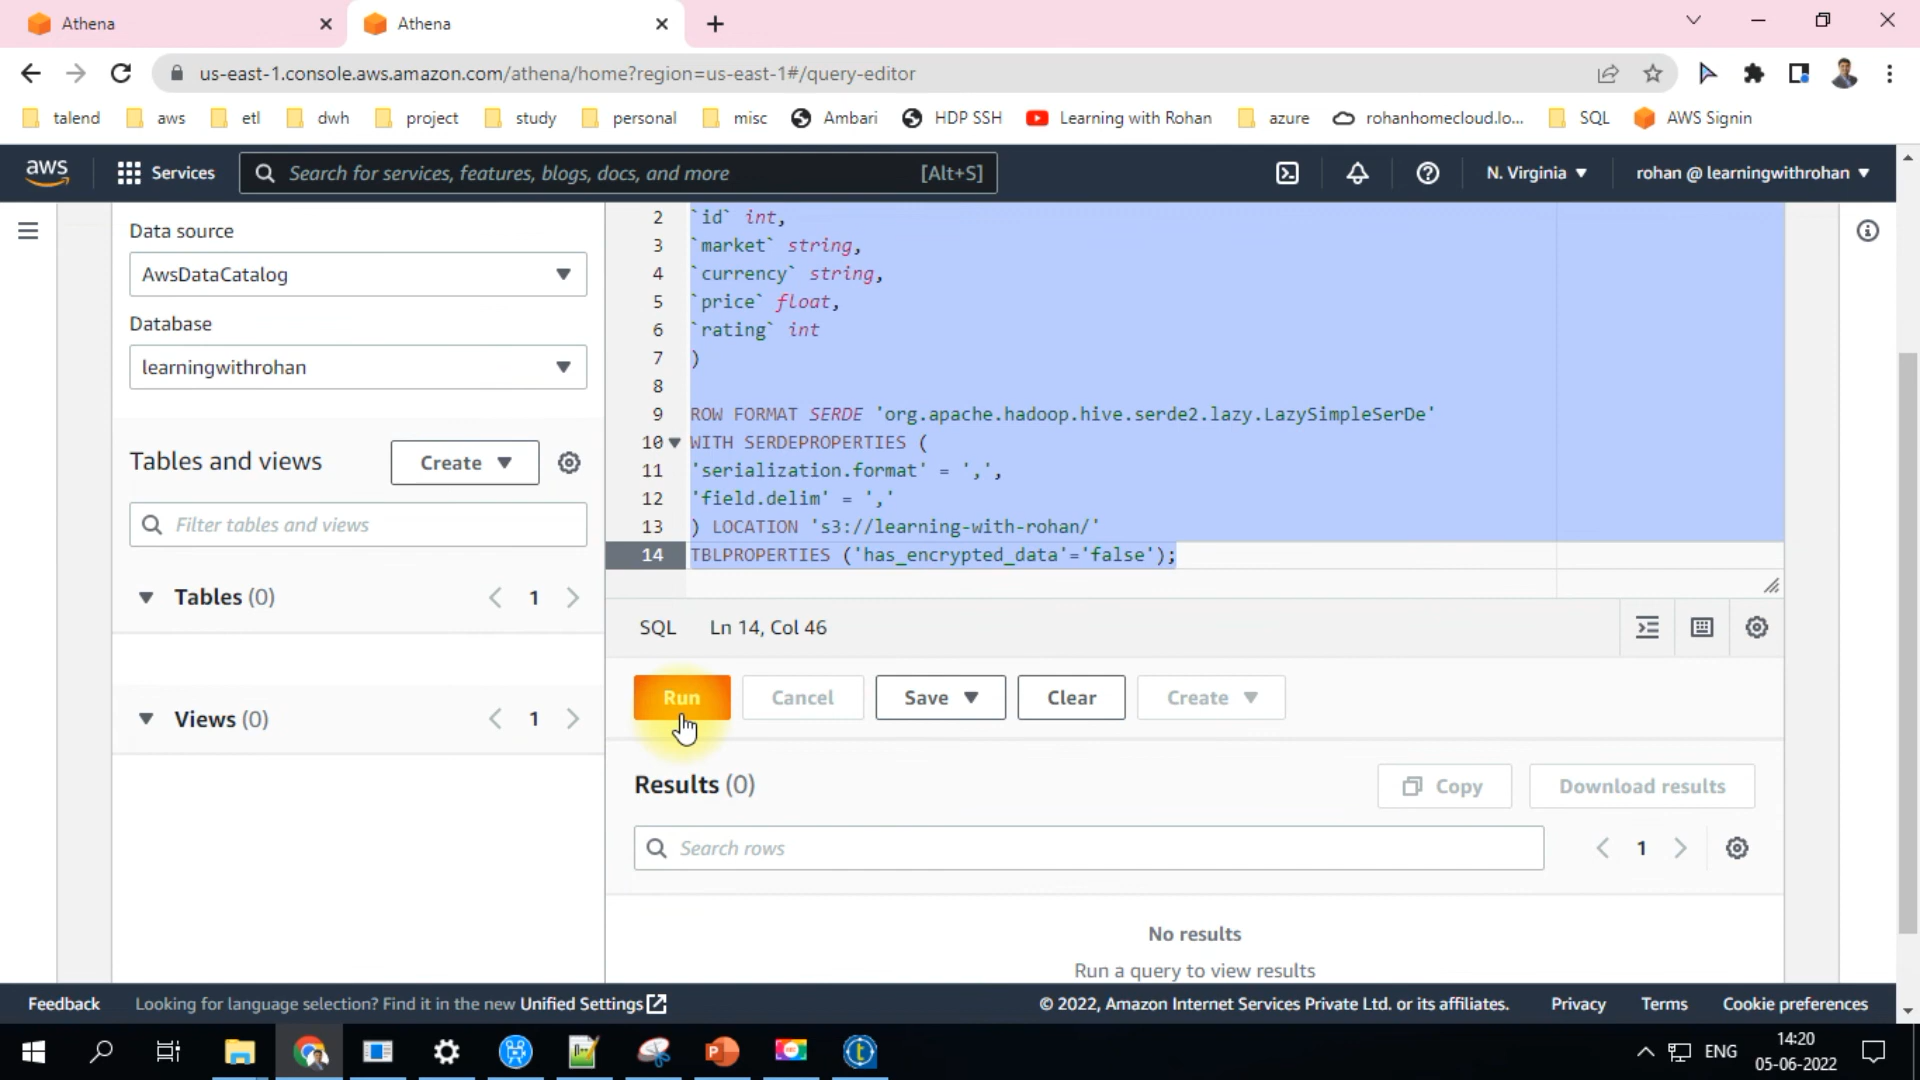 Athena
Athena
us-east-1.console.aws.amazon.com/athena/home?region=us-east-1#/query-editor
talend
aws
etl
dwh
project
study
personal
misc
Ambari
HDP SSH
Learning with Rohan
azure
rohanhomecloud.lo...
SQL
AWS Signin
aws
Services
Search for services, features, blogs, docs, and more
[Alt+S]
N. Virginia
rohan @ learningwithrohan
Data source
AwsDataCatalog
Database
learningwithrohan
Tables and views
Create
Filter tables and views
Tables (0)
1
Views (0)
1
2 `id` int,
3 `market` string,
4 `currency` string,
5 `price` float,
6 `rating` int
7 )
8
9 ROW FORMAT SERDE 'org.apache.hadoop.hive.serde2.lazy.LazySimpleSerDe'
10 WITH SERDEPROPERTIES (
11 'serialization.format' = ',',
12 'field.delim' = ','
13 ) LOCATION 's3://learning-with-rohan/'
14 TBLPROPERTIES ('has_encrypted_data'='false');
SQL
Ln 14, Col 46
Run
Cancel
Save
Clear
Create
Results (0)
Copy
Download results
Search rows
1
No results
Run a query to view results
Feedback
Looking for language selection? Find it in the new Unified Settings
© 2022, Amazon Internet Services Private Ltd. or its affiliates.
Privacy
Terms
Cookie preferences
ENG
14:20
05-06-2022